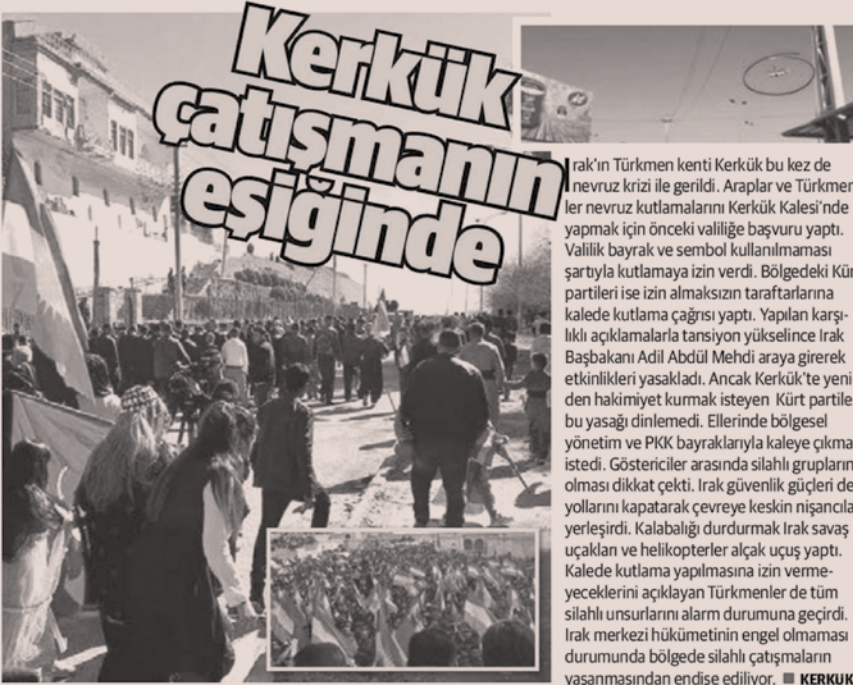 Kerkük
çatışmanın
eşiğinde
Irak'ın Türkmen kenti Kerkük bu kez de
nevruz krizi ile gerildi. Araplar ve Türkmen
ler nevruz kutlamalarını Kerkük Kalesi'nde
yapmak için önceki valiliğe başvuru yaptı.
Valilik bayrak ve sembol kullanılmaması
şartıyla kutlamaya izin verdi. Bölgedeki Kür
partileri ise izin almaksızın taraftarlarına
kalede kutlama çağrısı yaptı. Yapılan karşı-
lıklı açıklamalarla tansiyon yükselince Irak
Başbakanı Adil Abdül Mehdi araya girerek
etkinlikleri yasakladı. Ancak Kerkük'te yeni
den hakimiyet kurmak isteyen Kürt partile
bu yasağı dinlemedi. Ellerinde bölgesel
yönetim ve PKK bayraklarıyla kaleye çıkma
istedi. Göstericiler arasında silahlı grupların
olması dikkat çekti. Irak güvenlik güçleri de
yollarını kapatarak çevreye keskin nişancıla
yerleşirdi. Kalabalığı durdurmak Irak savaş
uçakları ve helikopterler alçak uçuş yaptı.
Kalede kutlama yapılmasına izin verme-
yeceklerini açıklayan Türkmenler de tüm
silahlı unsurlarını alarm durumuna geçirdi.
Irak merkezi hükümetinin engel olmaması
durumunda bölgede silahlı çatışmaların
yaşanmasından endişe ediliyor. ■ KERKÜK